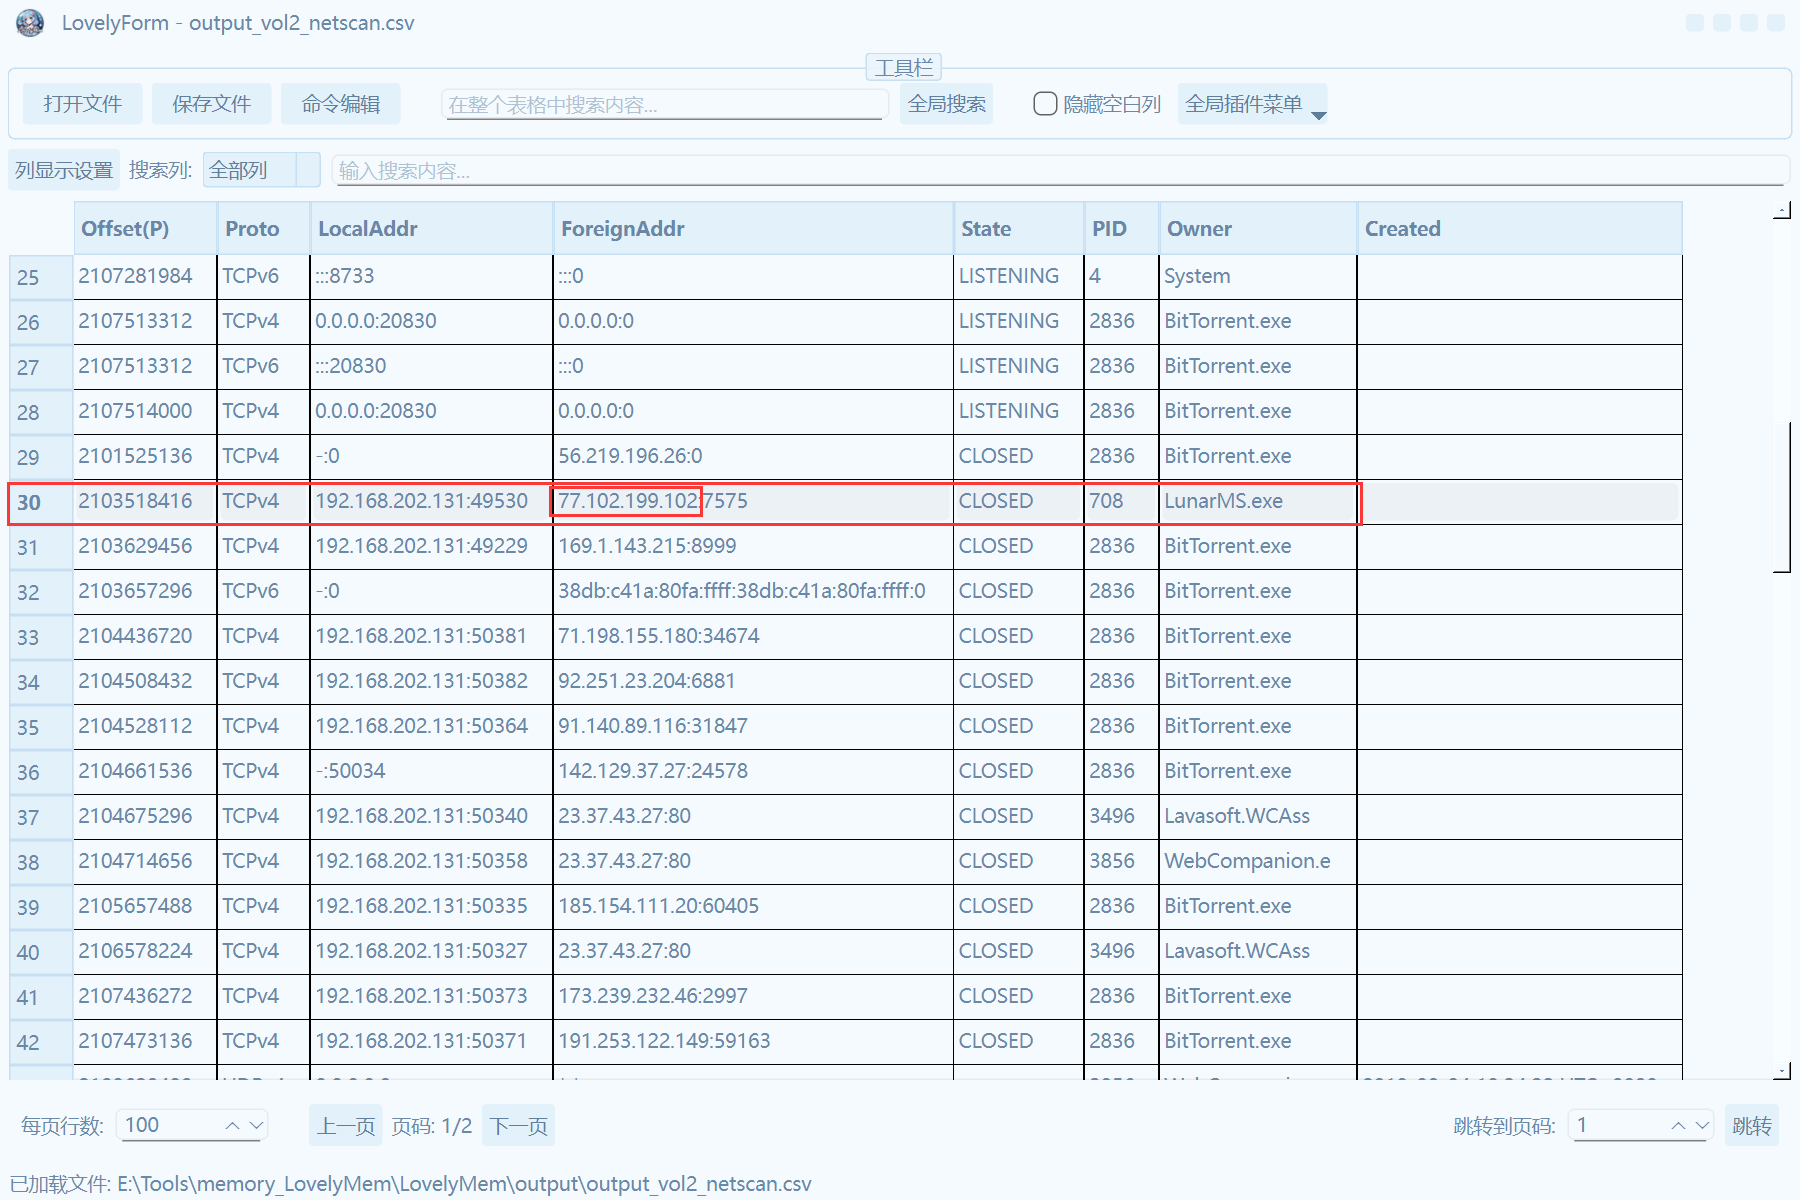 LovelyForm - output_vol2_netscan.csv
工具栏
打开文件 保存文件 命令编辑 在整个表格中搜索内容... 全局搜索 隐藏空白列 全局插件菜单
列显示设置 搜索列: 全部列 输入搜索内容...
Offset(P) Proto LocalAddr ForeignAddr State PID Owner Created
25 2107281984 TCPv6 :::8733 :::0 LISTENING 4 System
26 2107513312 TCPv4 0.0.0.0:20830 0.0.0.0:0 LISTENING 2836 BitTorrent.exe
27 2107513312 TCPv6 :::20830 :::0 LISTENING 2836 BitTorrent.exe
28 2107514000 TCPv4 0.0.0.0:20830 0.0.0.0:0 LISTENING 2836 BitTorrent.exe
29 2101525136 TCPv4 -:0 56.219.196.26:0 CLOSED 2836 BitTorrent.exe
30 2103518416 TCPv4 192.168.202.131:49530 77.102.199.102:7575 CLOSED 708 LunarMS.exe
31 2103629456 TCPv4 192.168.202.131:49229 169.1.143.215:8999 CLOSED 2836 BitTorrent.exe
32 2103657296 TCPv6 -:0 38db:c41a:80fa:ffff:38db:c41a:80fa:ffff:0 CLOSED 2836 BitTorrent.exe
33 2104436720 TCPv4 192.168.202.131:50381 71.198.155.180:34674 CLOSED 2836 BitTorrent.exe
34 2104508432 TCPv4 192.168.202.131:50382 92.251.23.204:6881 CLOSED 2836 BitTorrent.exe
35 2104528112 TCPv4 192.168.202.131:50364 91.140.89.116:31847 CLOSED 2836 BitTorrent.exe
36 2104661536 TCPv4 -:50034 142.129.37.27:24578 CLOSED 2836 BitTorrent.exe
37 2104675296 TCPv4 192.168.202.131:50340 23.37.43.27:80 CLOSED 3496 Lavasoft.WCAss
38 2104714656 TCPv4 192.168.202.131:50358 23.37.43.27:80 CLOSED 3856 WebCompanion.e
39 2105657488 TCPv4 192.168.202.131:50335 185.154.111.20:60405 CLOSED 2836 BitTorrent.exe
40 2106578224 TCPv4 192.168.202.131:50327 23.37.43.27:80 CLOSED 3496 Lavasoft.WCAss
41 2107436272 TCPv4 192.168.202.131:50373 173.239.232.46:2997 CLOSED 2836 BitTorrent.exe
42 2107473136 TCPv4 192.168.202.131:50371 191.253.122.149:59163 CLOSED 2836 BitTorrent.exe
每页行数: 100 上一页 页码: 1/2 下一页 跳转到页码: 1 跳转
已加载文件: E:\Tools\memory_LovelyMem\LovelyMem\output\output_vol2_netscan.csv